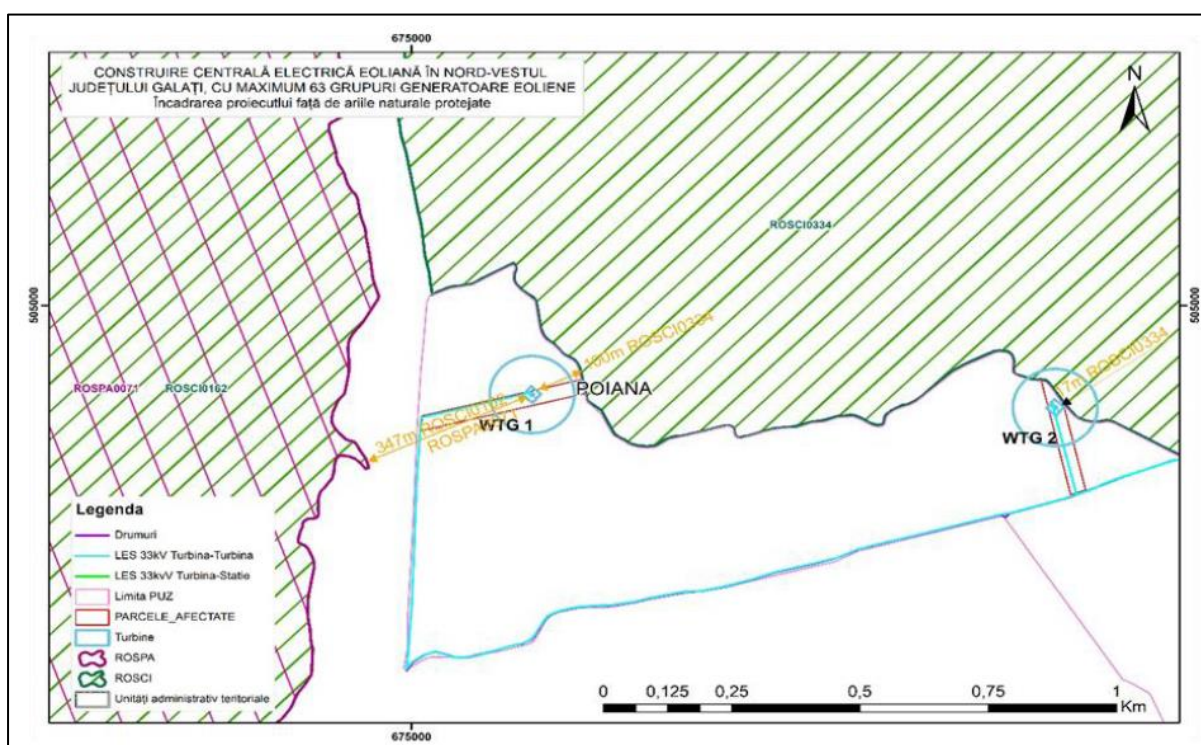 675000
CONSTRUIRE CENTRALĂ ELECTRICĂ EOLIANĂ ÎN NORD-VESTUL
JUDEȚULUI GALAȚI, CU MAXIMUM 63 GRUPURI GENERATOARE EOLIENE
Încadrarea proiecutlui față de ariile naturale protejate
N
ROSCI0334
505000
505000
100m ROSCI0334
7m ROSCI0334
ROSPA0071
ROSCI0162
POIANA
347m ROSCI0162
ROSPA0071
WTG 1
WTG 2
Legenda
Drumuri
LES 33kV Turbina-Turbina
LES 33kvV Turbina-Statie
Limita PUZ
PARCELE_AFECTATE
Turbine
ROSPA
ROSCI
Unități administrativ teritoriale
0 0,125 0,25 0,5 0,75 1
Km
675000